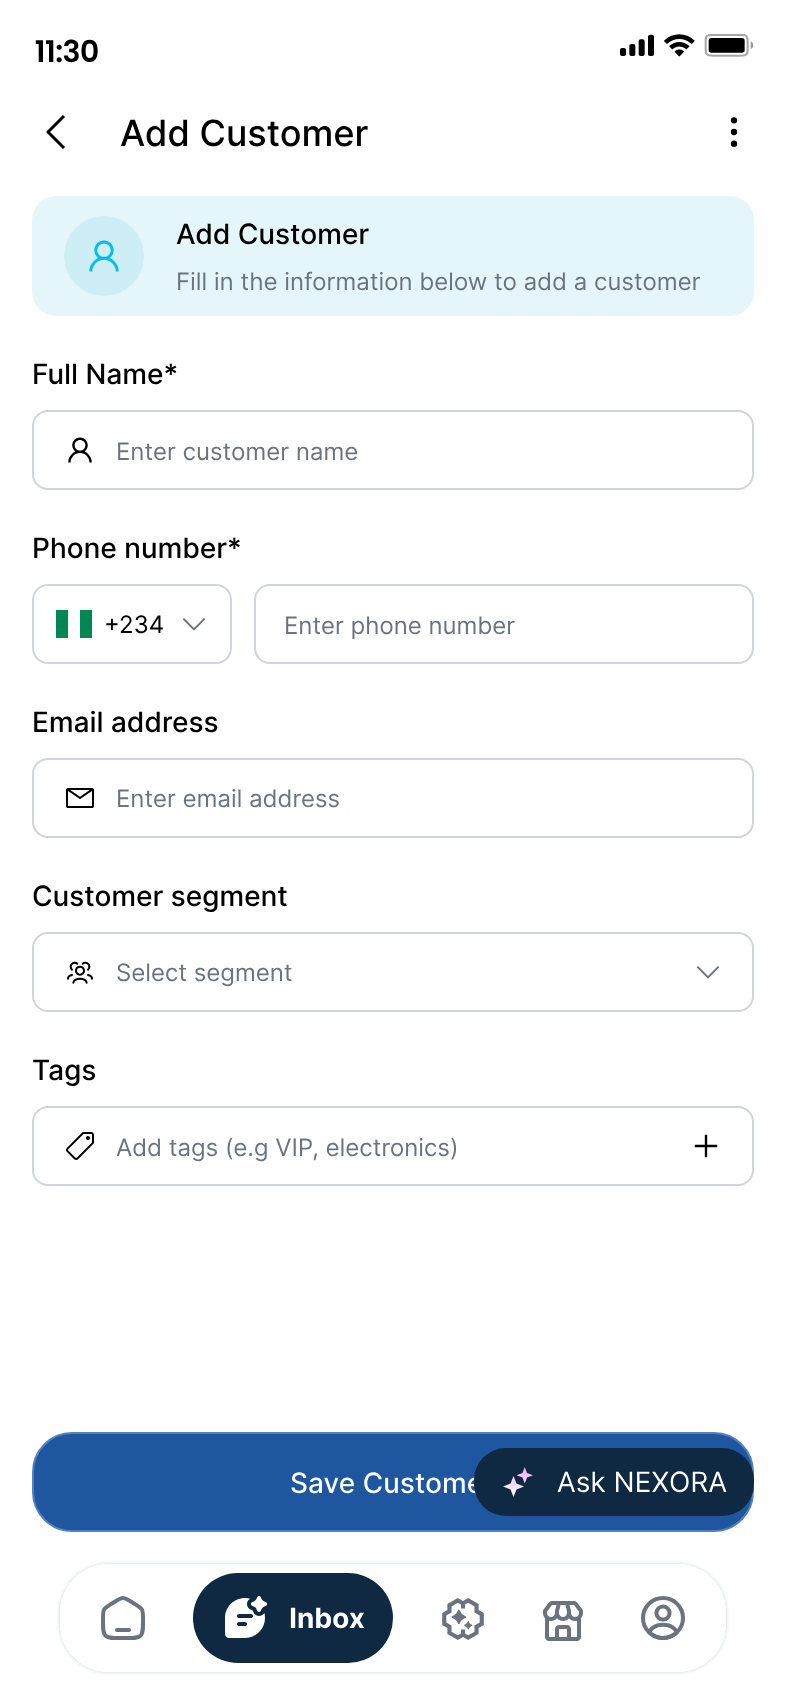 11:30
Add Customer
Add Customer
Fill in the information below to add a customer
Full Name*
Enter customer name
Phone number*
+234
Enter phone number
Email address
Enter email address
Customer segment
Select segment
Tags
Add tags (e.g VIP, electronics)
Save Custome
Ask NEXORA
Inbox